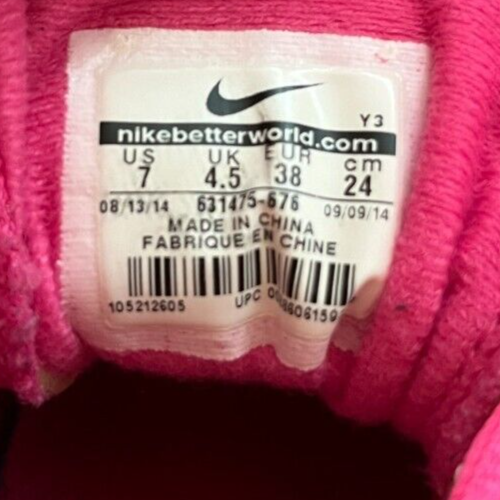 Y3
nikebetterworld.com
US UK EUR cm
7 4.5 38 24
08/13/14 631475-676 09/09/14
MADE IN CHINA
FABRIQUE EN CHINE
105212605 UPC